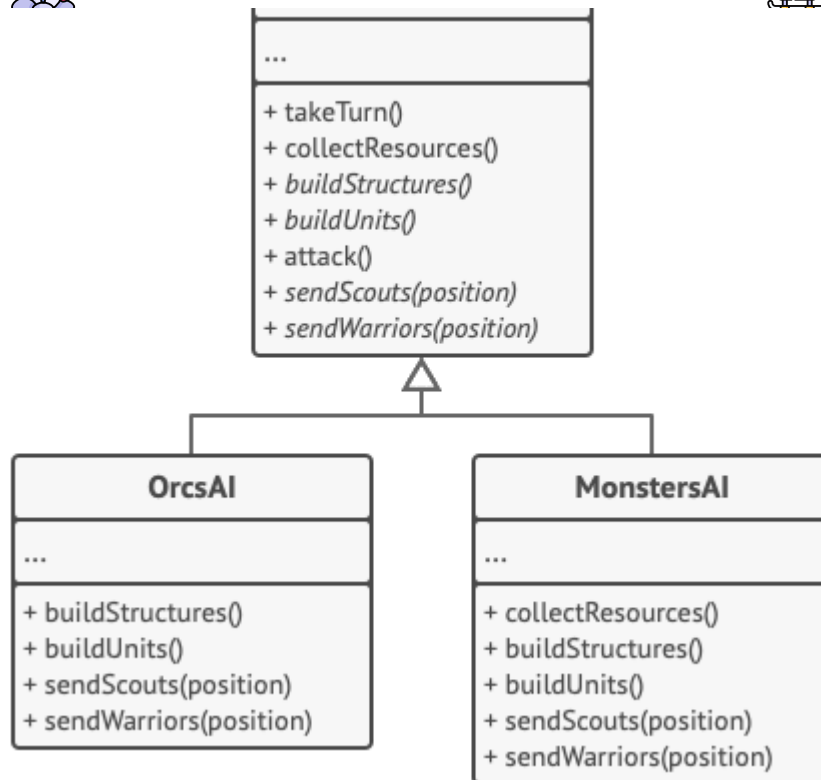 ...
+ takeTurn()
+ collectResources()
+ buildStructures()
+ buildUnits()
+ attack()
+ sendScouts(position)
+ sendWarriors(position)
OrcsAI
...
+ buildStructures()
+ buildUnits()
+ sendScouts(position)
+ sendWarriors(position)
MonstersAI
...
+ collectResources()
+ buildStructures()
+ buildUnits()
+ sendScouts(position)
+ sendWarriors(position)